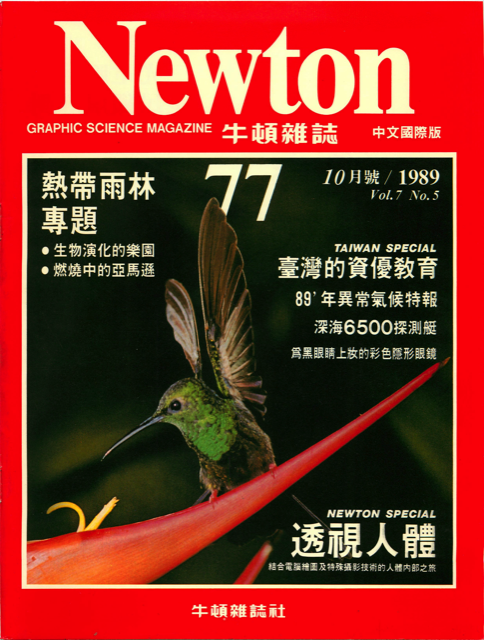 Newton
GRAPHIC SCIENCE MAGAZINE 牛頓雜誌 中文國際版
熱帶雨林
專題
• 生物演化的樂園
• 燃燒中的亞馬遜
77
10月號 / 1989
Vol.7 No.5
TAIWAN SPECIAL
臺灣的資優教育
89’年異常氣候特報
深海6500探測艇
為黑眼睛上妝的彩色隱形眼鏡
NEWTON SPECIAL
透視人體
結合電腦繪圖及特殊攝影技術的人體內部之旅
牛頓雜誌社